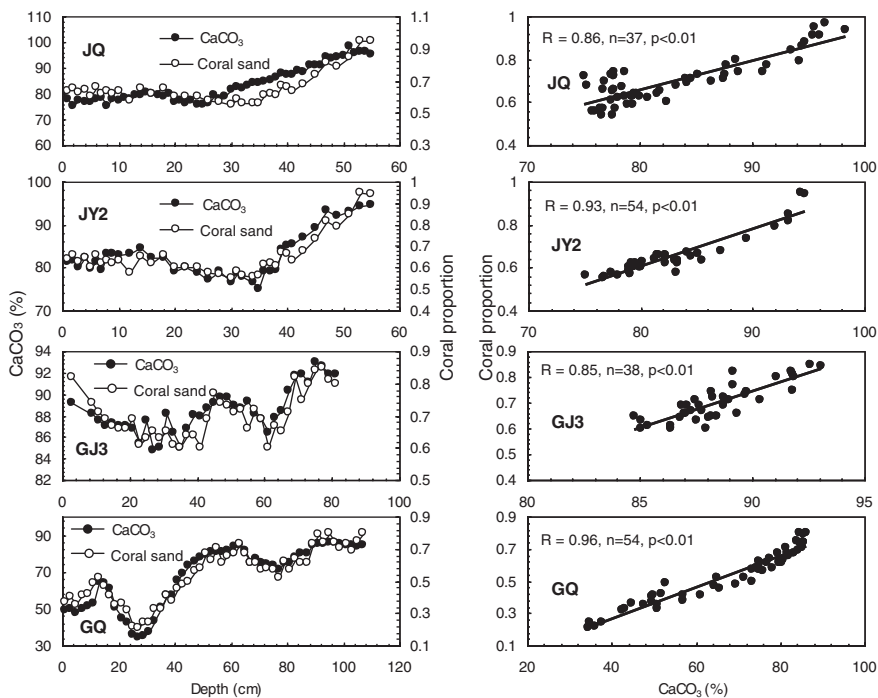 110
100
90
80
70
60
JQ
CaCO₃
Coral sand
1.1
0.9
0.7
0.5
0.3
0 10 20 30 40 50 60
1
0.8
0.6
0.4
R = 0.86, n=37, p<0.01
JQ
70 80 90 100
100
90
80
70
JY2
CaCO₃
Coral sand
1
0.9
0.8
0.7
0.6
0.5
0.4
0 10 20 30 40 50 60
1
0.8
0.6
0.4
R = 0.93, n=54, p<0.01
JY2
70 80 90 100
CaCO₃ (%)
Coral proportion
Coral proportion
94
92
90
88
86
84
82
GJ3
CaCO₃
Coral sand
0.9
0.8
0.7
0.6
0.5
0 20 40 60 80 100
0.9
0.8
0.7
0.6
0.5
0.4
R = 0.85, n=38, p<0.01
GJ3
80 85 90 95
90
70
50
30
GQ
CaCO₃
Coral sand
0.9
0.7
0.5
0.3
0.1
0 20 40 60 80 100 120
Depth (cm)
0.9
0.7
0.5
0.3
0.1
R = 0.96, n=54, p<0.01
GQ
20 40 60 80 100
CaCO₃ (%)